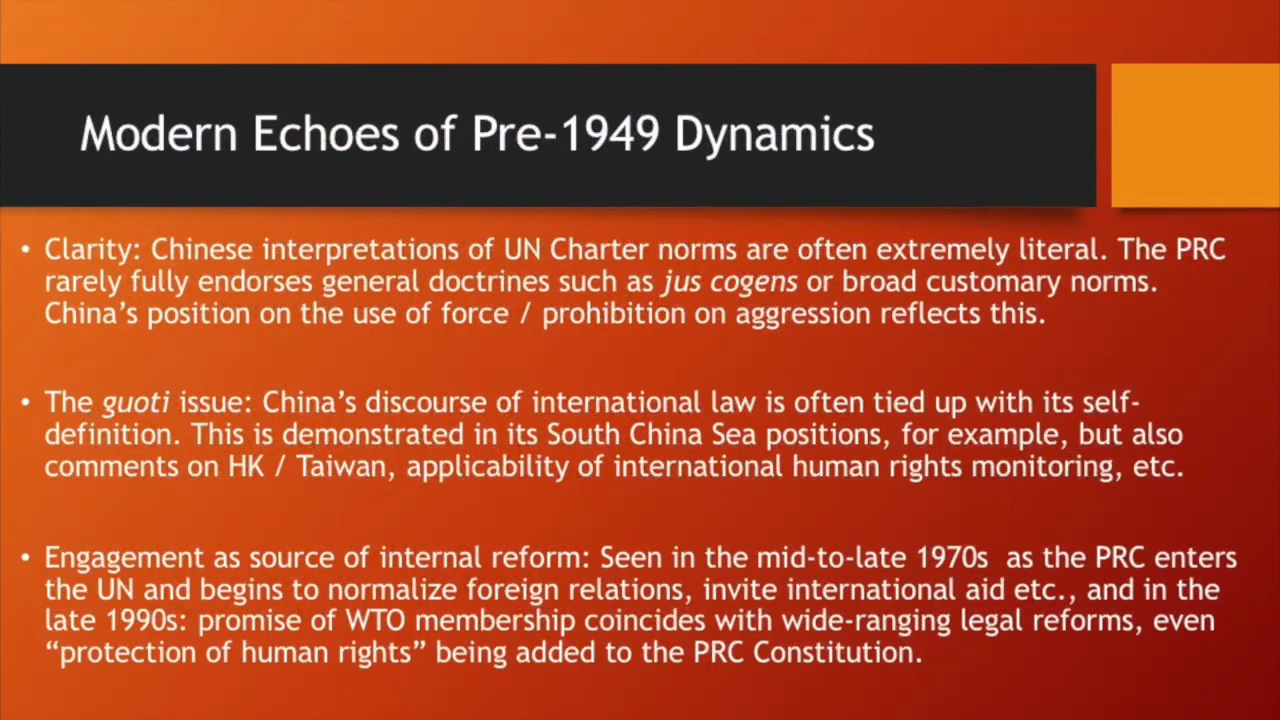 Modern Echoes of Pre-1949 Dynamics
• Clarity: Chinese interpretations of UN Charter norms are often extremely literal. The PRC
rarely fully endorses general doctrines such as jus cogens or broad customary norms.
China’s position on the use of force / prohibition on aggression reflects this.
• The guoti issue: China’s discourse of international law is often tied up with its self-
definition. This is demonstrated in its South China Sea positions, for example, but also
comments on HK / Taiwan, applicability of international human rights monitoring, etc.
• Engagement as source of internal reform: Seen in the mid-to-late 1970s  as the PRC enters
the UN and begins to normalize foreign relations, invite international aid etc., and in the
late 1990s: promise of WTO membership coincides with wide-ranging legal reforms, even
“protection of human rights” being added to the PRC Constitution.